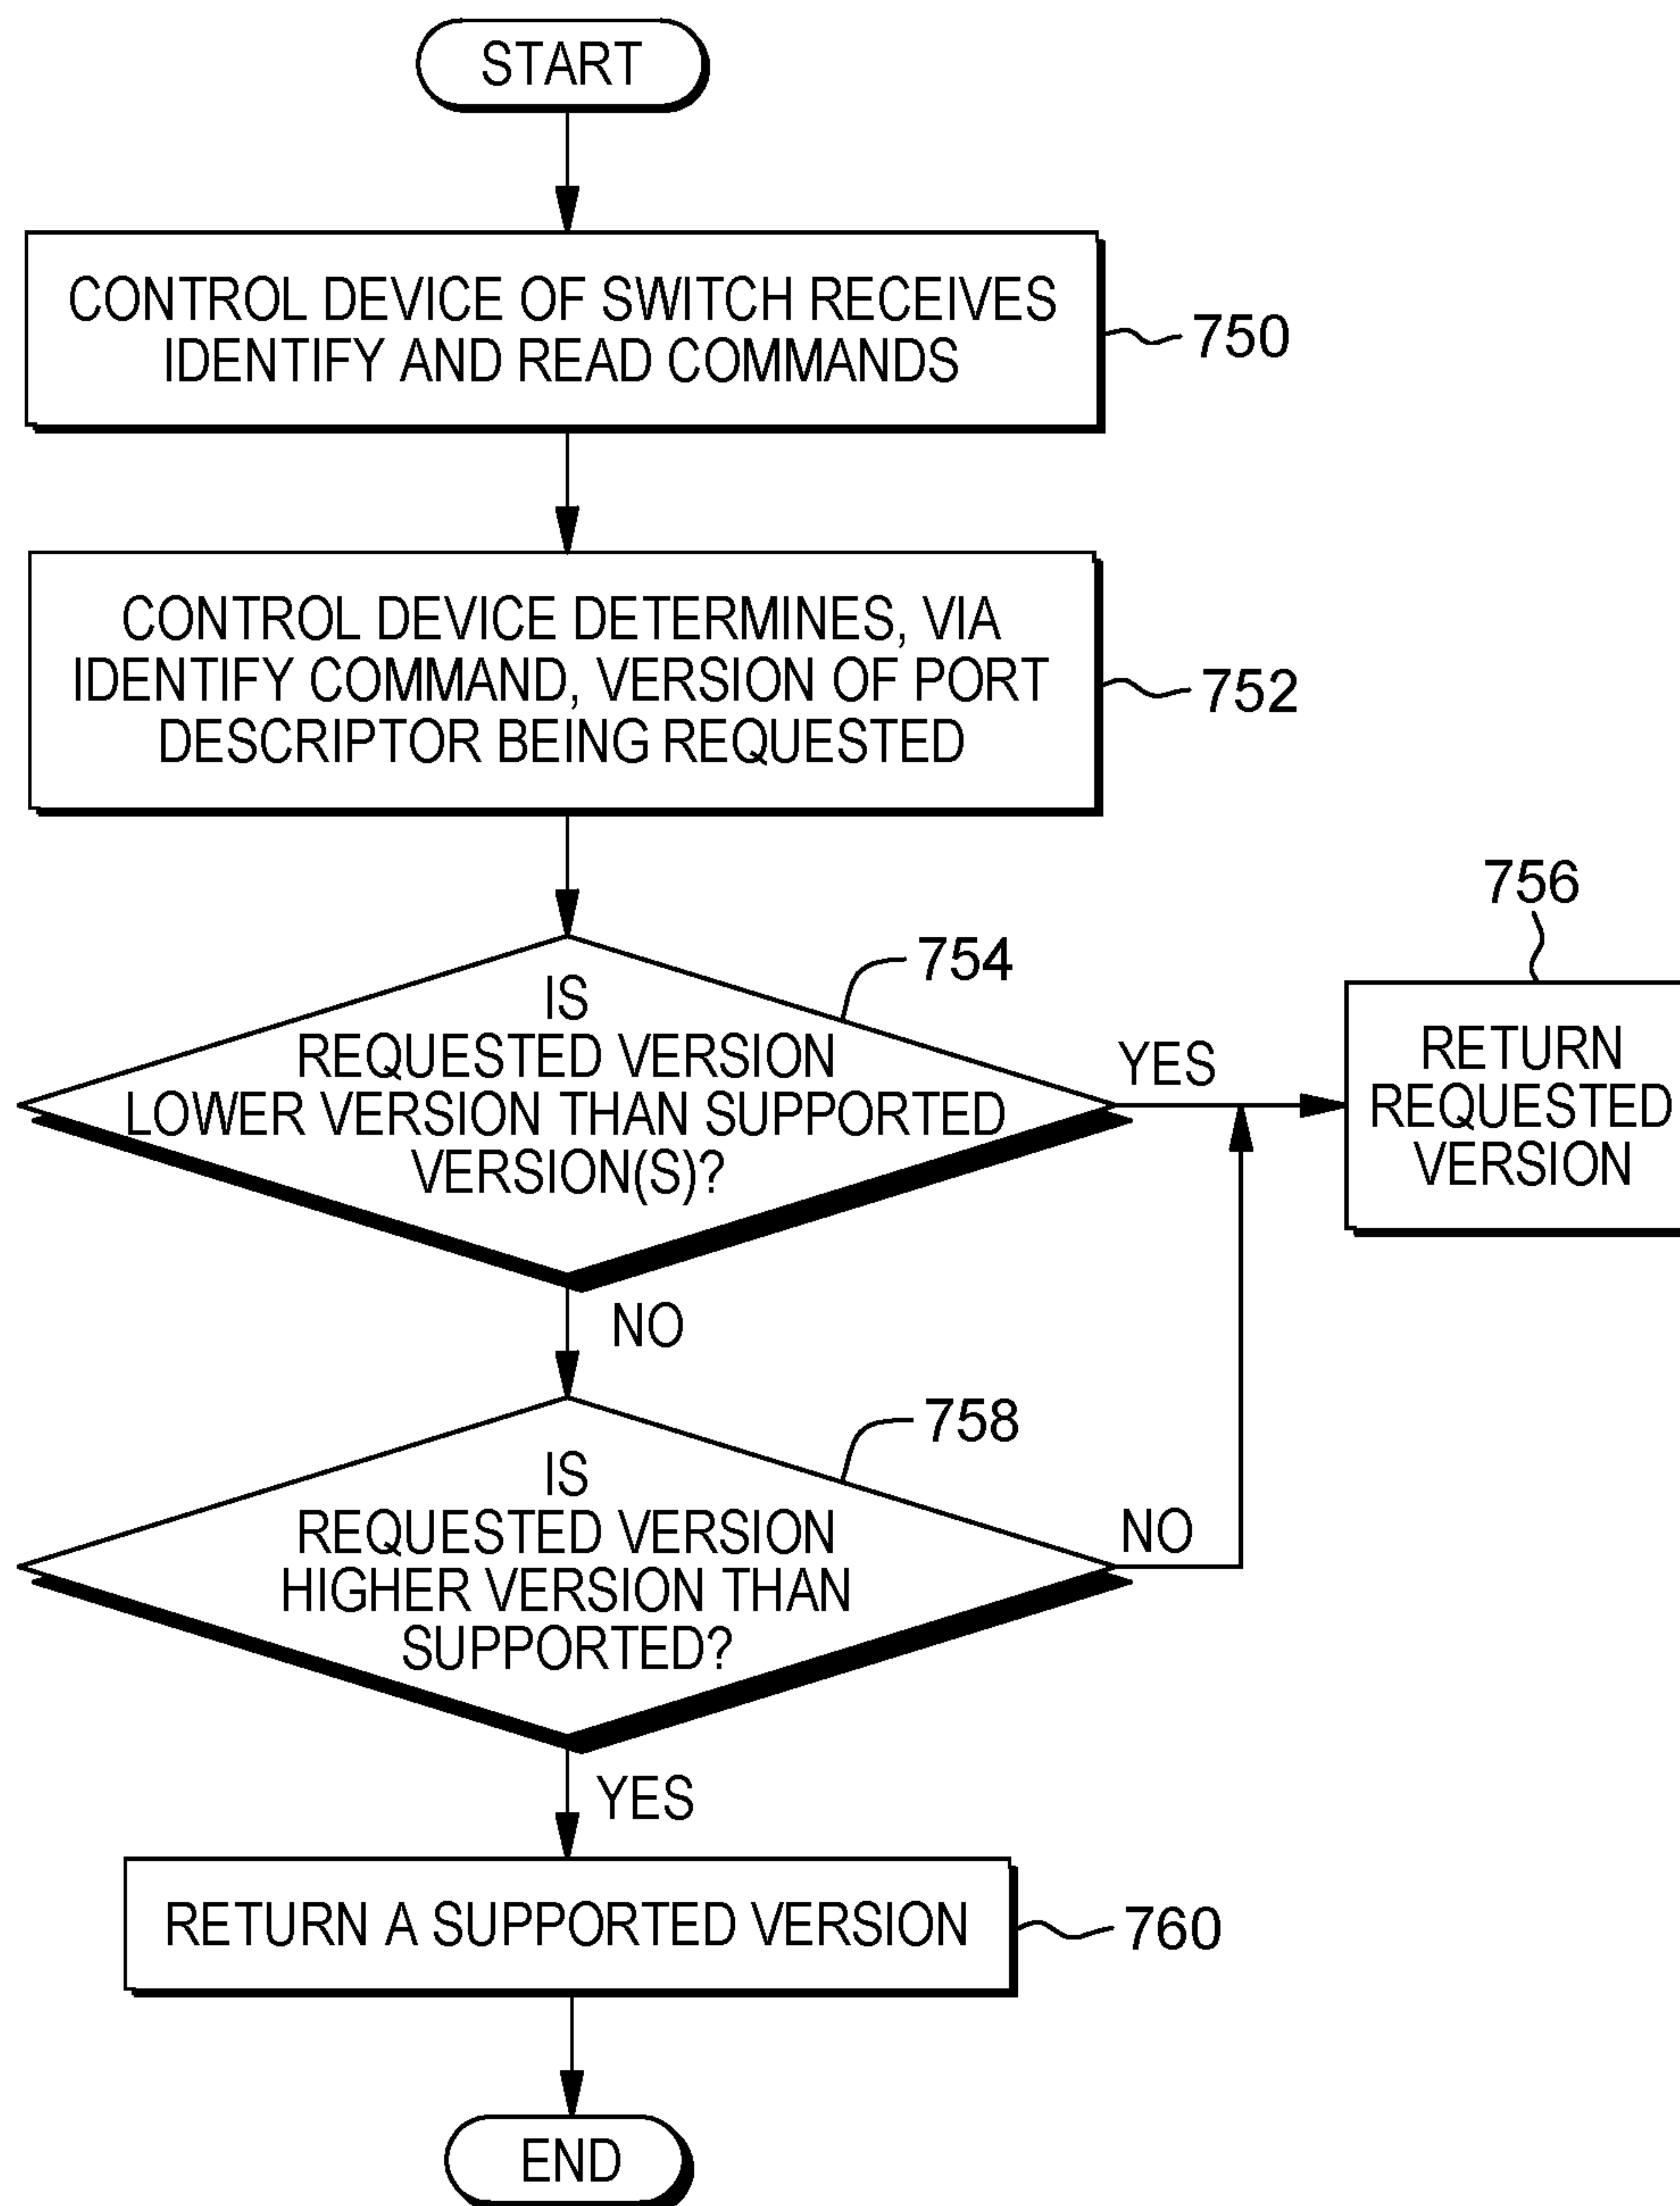 START
CONTROL DEVICE OF SWITCH RECEIVES
IDENTIFY AND READ COMMANDS
750
CONTROL DEVICE DETERMINES, VIA
IDENTIFY COMMAND, VERSION OF PORT
DESCRIPTOR BEING REQUESTED
752
IS
REQUESTED VERSION
LOWER VERSION THAN SUPPORTED
VERSION(S)?
754
YES
756
RETURN
REQUESTED
VERSION
NO
IS
REQUESTED VERSION
HIGHER VERSION THAN
SUPPORTED?
758
NO
YES
RETURN A SUPPORTED VERSION
760
END